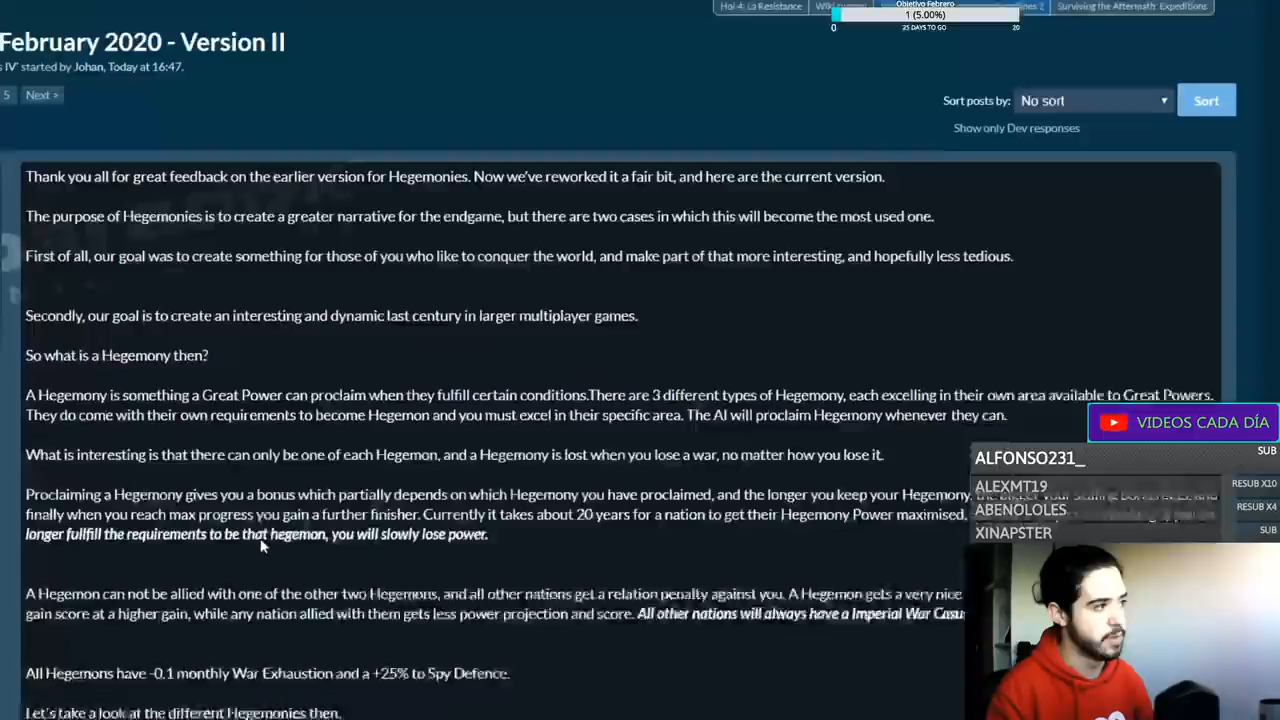 Hoi 4: La Resistance
Surviving the Aftermath: Expeditions
Objetivo Febrero
1 (5.00%)
0 25 DAYS TO GO 20
February 2020 - Version II
s IV' started by Johan, Today at 16:47.
5 Next >
Sort posts by: No sort Sort
Show only Dev responses
Thank you all for great feedback on the earlier version for Hegemonies. Now we've reworked it a fair bit, and here are the current version.
The purpose of Hegemonies is to create a greater narrative for the endgame, but there are two cases in which this will become the most used one.
First of all, our goal was to create something for those of you who like to conquer the world, and make part of that more interesting, and hopefully less tedious.
Secondly, our goal is to create an interesting and dynamic last century in larger multiplayer games.
So what is a Hegemony then?
A Hegemony is something a Great Power can proclaim when they fulfill certain conditions.There are 3 different types of Hegemony, each excelling in their own area available to Great Powers.
They do come with their own requirements to become Hegemon and you must excel in their specific area. The AI will proclaim Hegemony whenever they can.
What is interesting is that there can only be one of each Hegemon, and a Hegemony is lost when you lose a war, no matter how you lose it.
Proclaiming a Hegemony gives you a bonus which partially depends on which Hegemony you have proclaimed, and the longer you keep your Hegemony,
finally when you reach max progress you gain a further finisher. Currently it takes about 20 years for a nation to get their Hegemony Power maximised,
longer fullfill the requirements to be that hegemon, you will slowly lose power.
A Hegemon can not be allied with one of the other two Hegemons, and all other nations get a relation penalty against you. A Hegemon gets a very nice
gain score at a higher gain, while any nation allied with them gets less power projection and score. All other nations will always have a Imperial War Casu
All Hegemons have -0.1 monthly War Exhaustion and a +25% to Spy Defence.
Let's take a look at the different Hegemonies then.
VIDEOS CADA DÍA
ALFONSO231_ SUB
ALEXMT19 RESUB X10
ABENOLOLES RESUB X4
XINAPSTER SUB